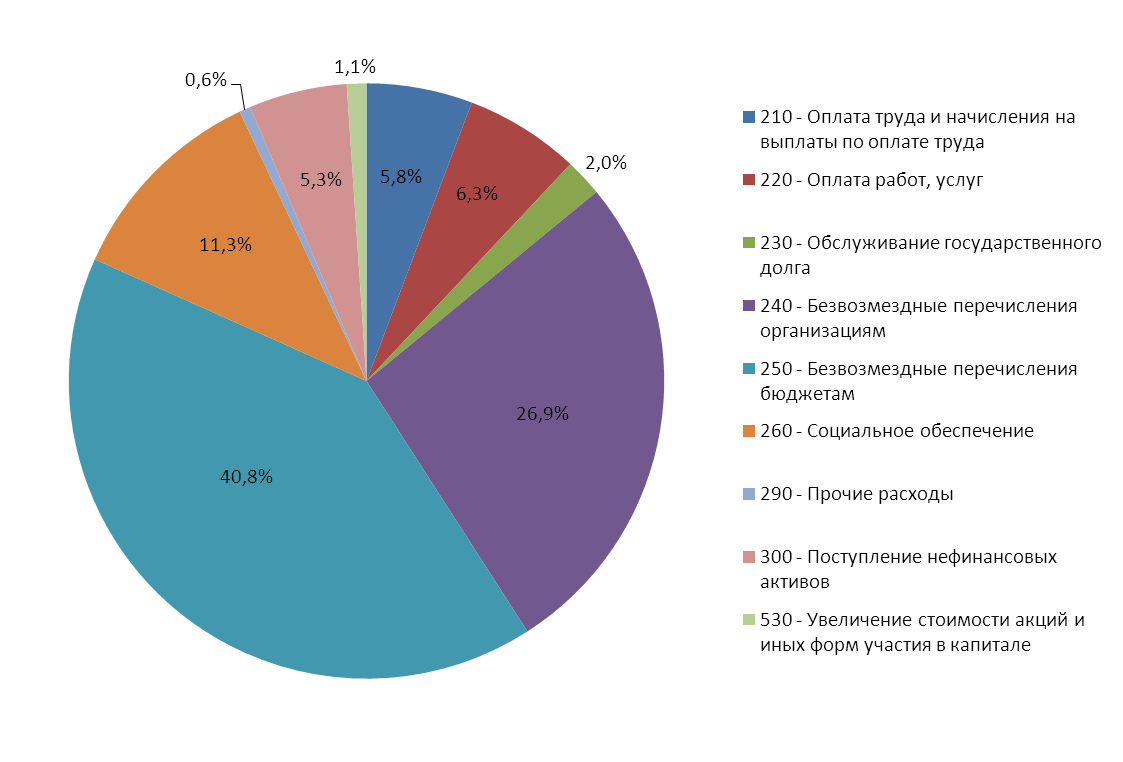 1,1%
0,6%
5,3%
5,8%
6,3%
2,0%
11,3%
26,9%
40,8%
210 - Оплата труда и начисления на
выплаты по оплате труда
220 - Оплата работ, услуг
230 - Обслуживание государственного
долга
240 - Безвозмездные перечисления
организациям
250 - Безвозмездные перечисления
бюджетам
260 - Социальное обеспечение
290 - Прочие расходы
300 - Поступление нефинансовых
активов
530 - Увеличение стоимости акций и
иных форм участия в капитале